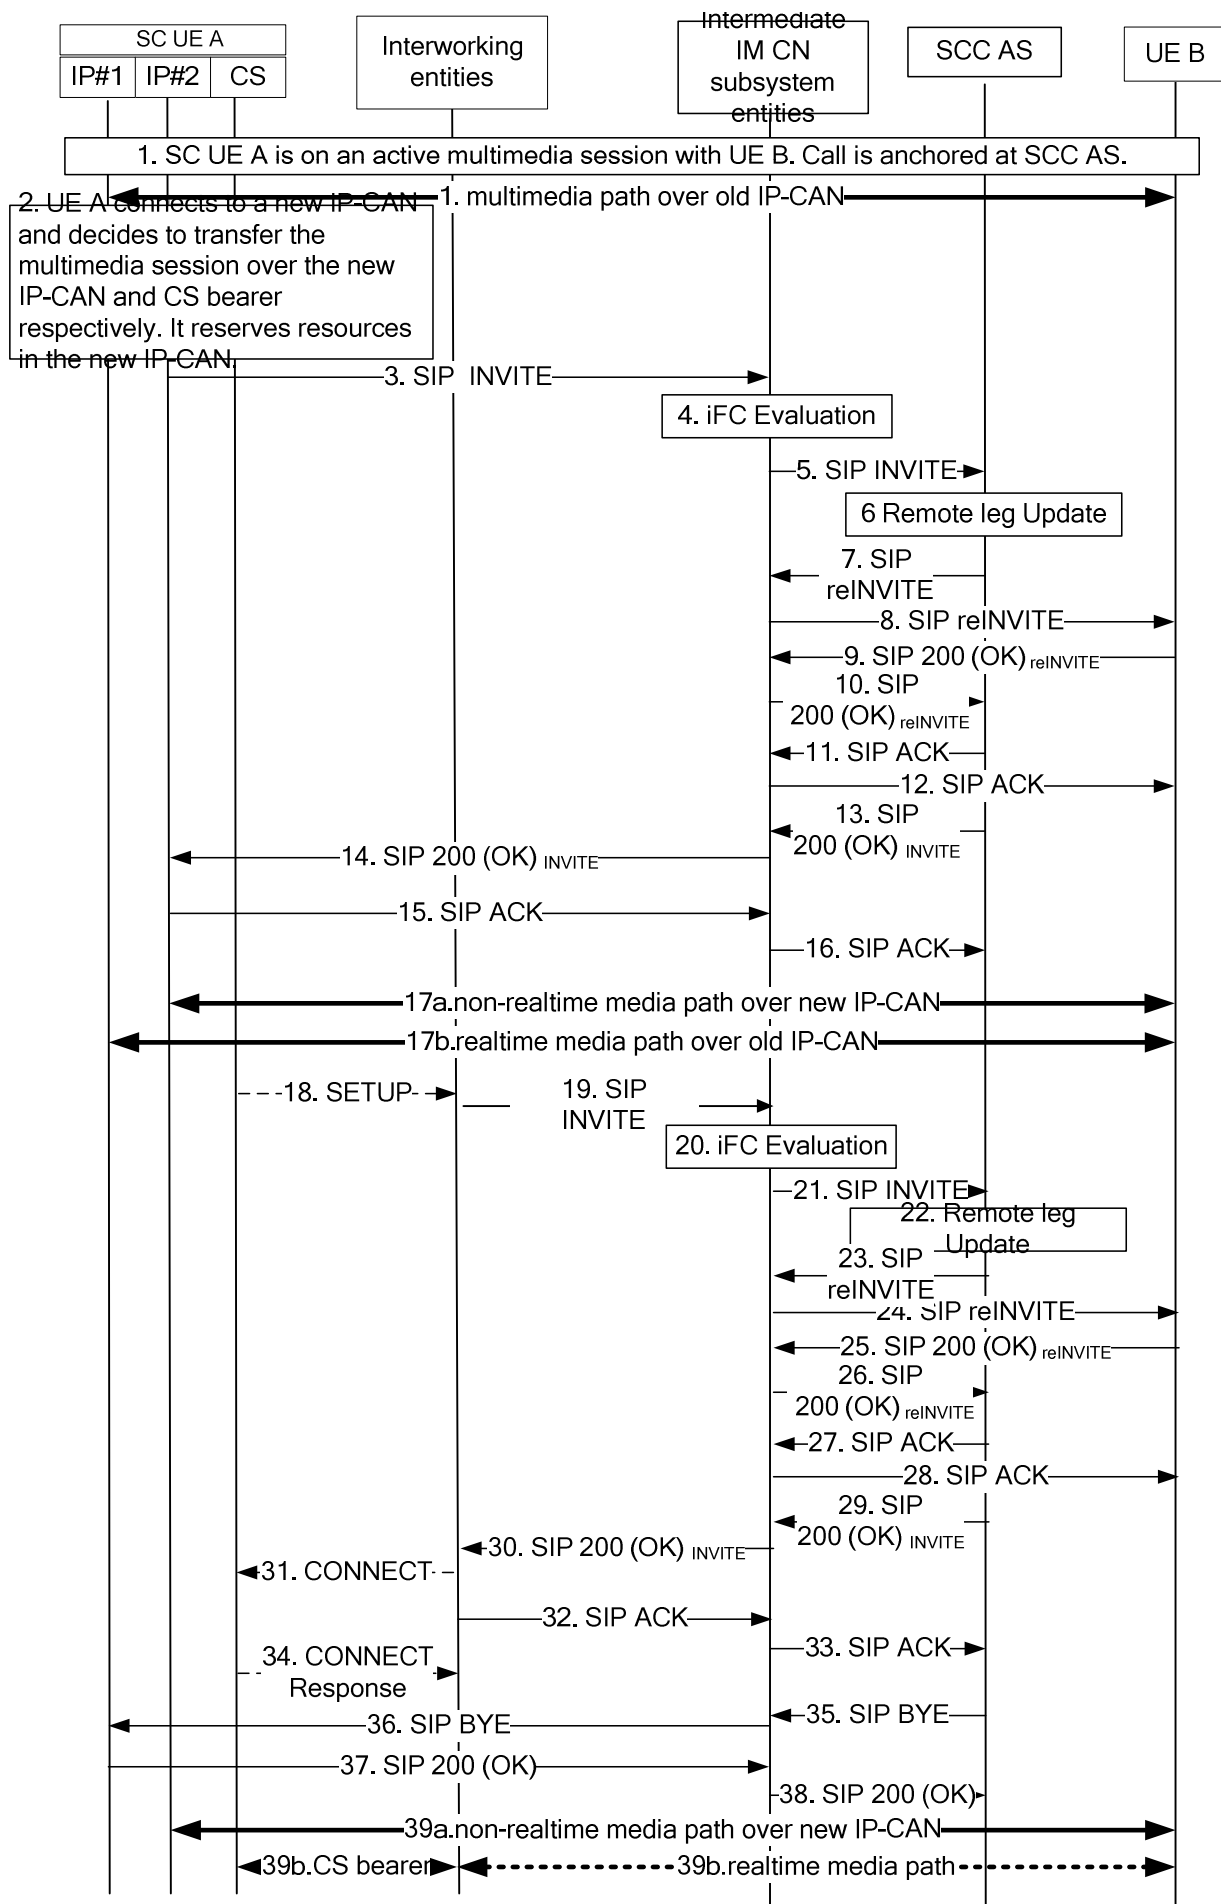 SC UE A
IP#1 IP#2 CS
Interworking
entities
Intermediate
IM CN
subsystem
entities
SCC AS
UE B
1. SC UE A is on an active multimedia session with UE B. Call is anchored at SCC AS.
1. multimedia path over old IP-CAN
2. UE A connects to a new IP-CAN
and decides to transfer the
multimedia session over the new
IP-CAN and CS bearer
respectively. It reserves resources
in the new IP-CAN.
3. SIP INVITE
4. iFC Evaluation
5. SIP INVITE
6 Remote leg Update
7. SIP
reINVITE
8. SIP reINVITE
9. SIP 200 (OK) reINVITE
10. SIP
200 (OK) reINVITE
11. SIP ACK
12. SIP ACK
13. SIP
200 (OK) INVITE
14. SIP 200 (OK) INVITE
15. SIP ACK
16. SIP ACK
17a.non-realtime media path over new IP-CAN
17b.realtime media path over old IP-CAN
18. SETUP
19. SIP
INVITE
20. iFC Evaluation
21. SIP INVITE
22. Remote leg
Update
23. SIP
reINVITE
24. SIP reINVITE
25. SIP 200 (OK) reINVITE
26. SIP
200 (OK) reINVITE
27. SIP ACK
28. SIP ACK
29. SIP
200 (OK) INVITE
30. SIP 200 (OK) INVITE
31. CONNECT
32. SIP ACK
33. SIP ACK
34. CONNECT
Response
35. SIP BYE
36. SIP BYE
37. SIP 200 (OK)
38. SIP 200 (OK)
39a.non-realtime media path over new IP-CAN
39b.CS bearer
39b.realtime media path